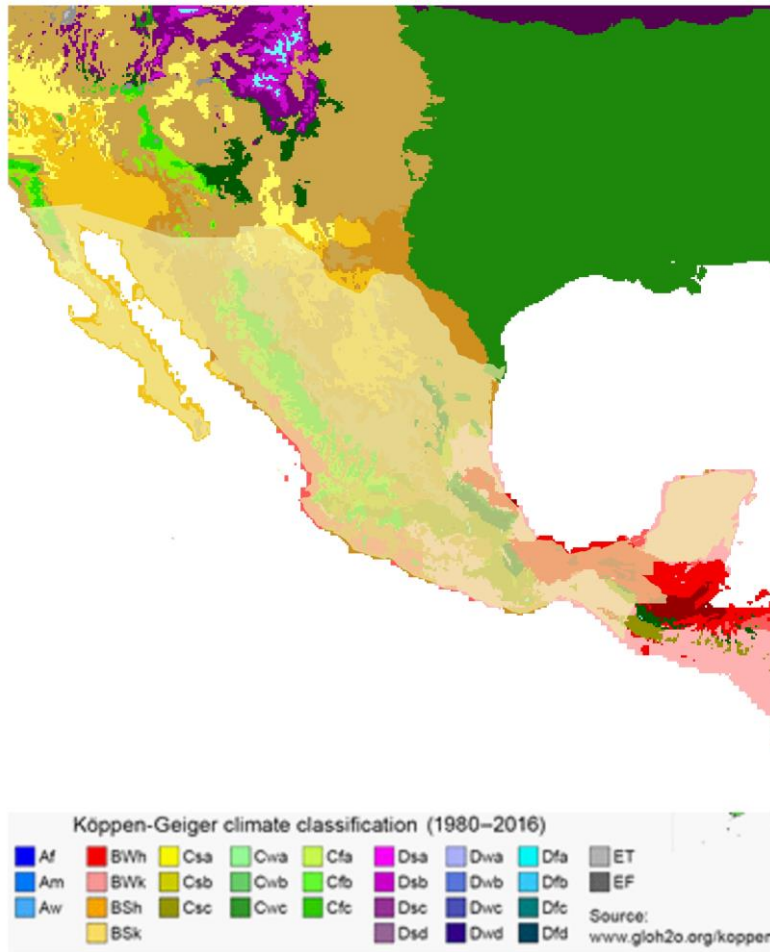 Köppen-Geiger climate classification (1980–2016)
Af BWh Csa Cwa Cfa Dsa Dwa Dfa ET
Am BWk Csb Cwb Cfb Dsb Dwb Dfb EF
Aw BSh Csc Cwc Cfc Dsc Dwc Dfc Source:
BSk Dsd Dwd Dfd www.gloh2o.org/koppen